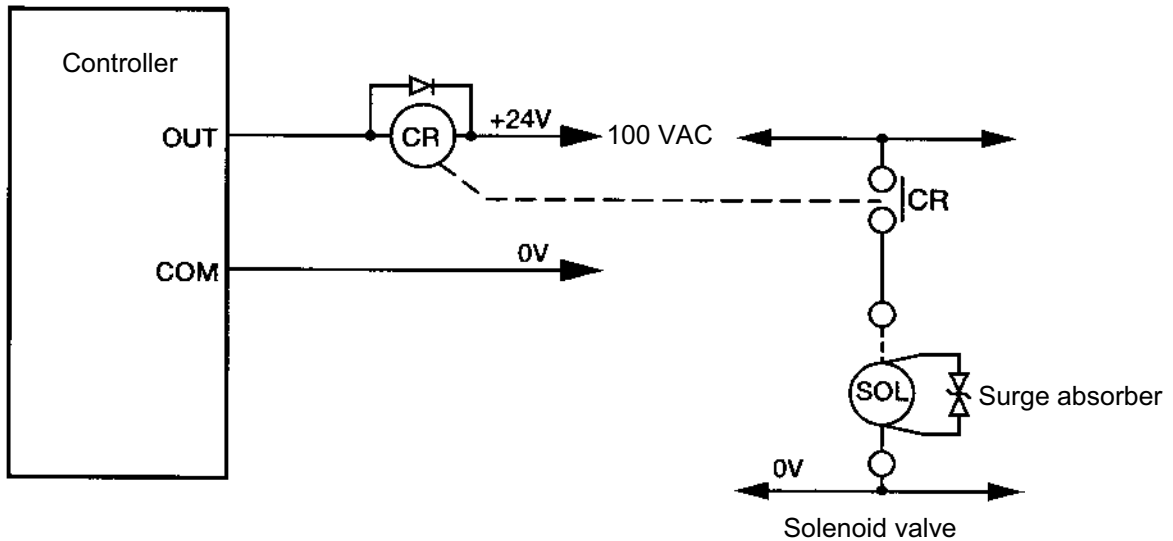 Controller
OUT
CR
+24V
100 VAC
CR
COM
0V
SOL
Surge absorber
0V
Solenoid valve